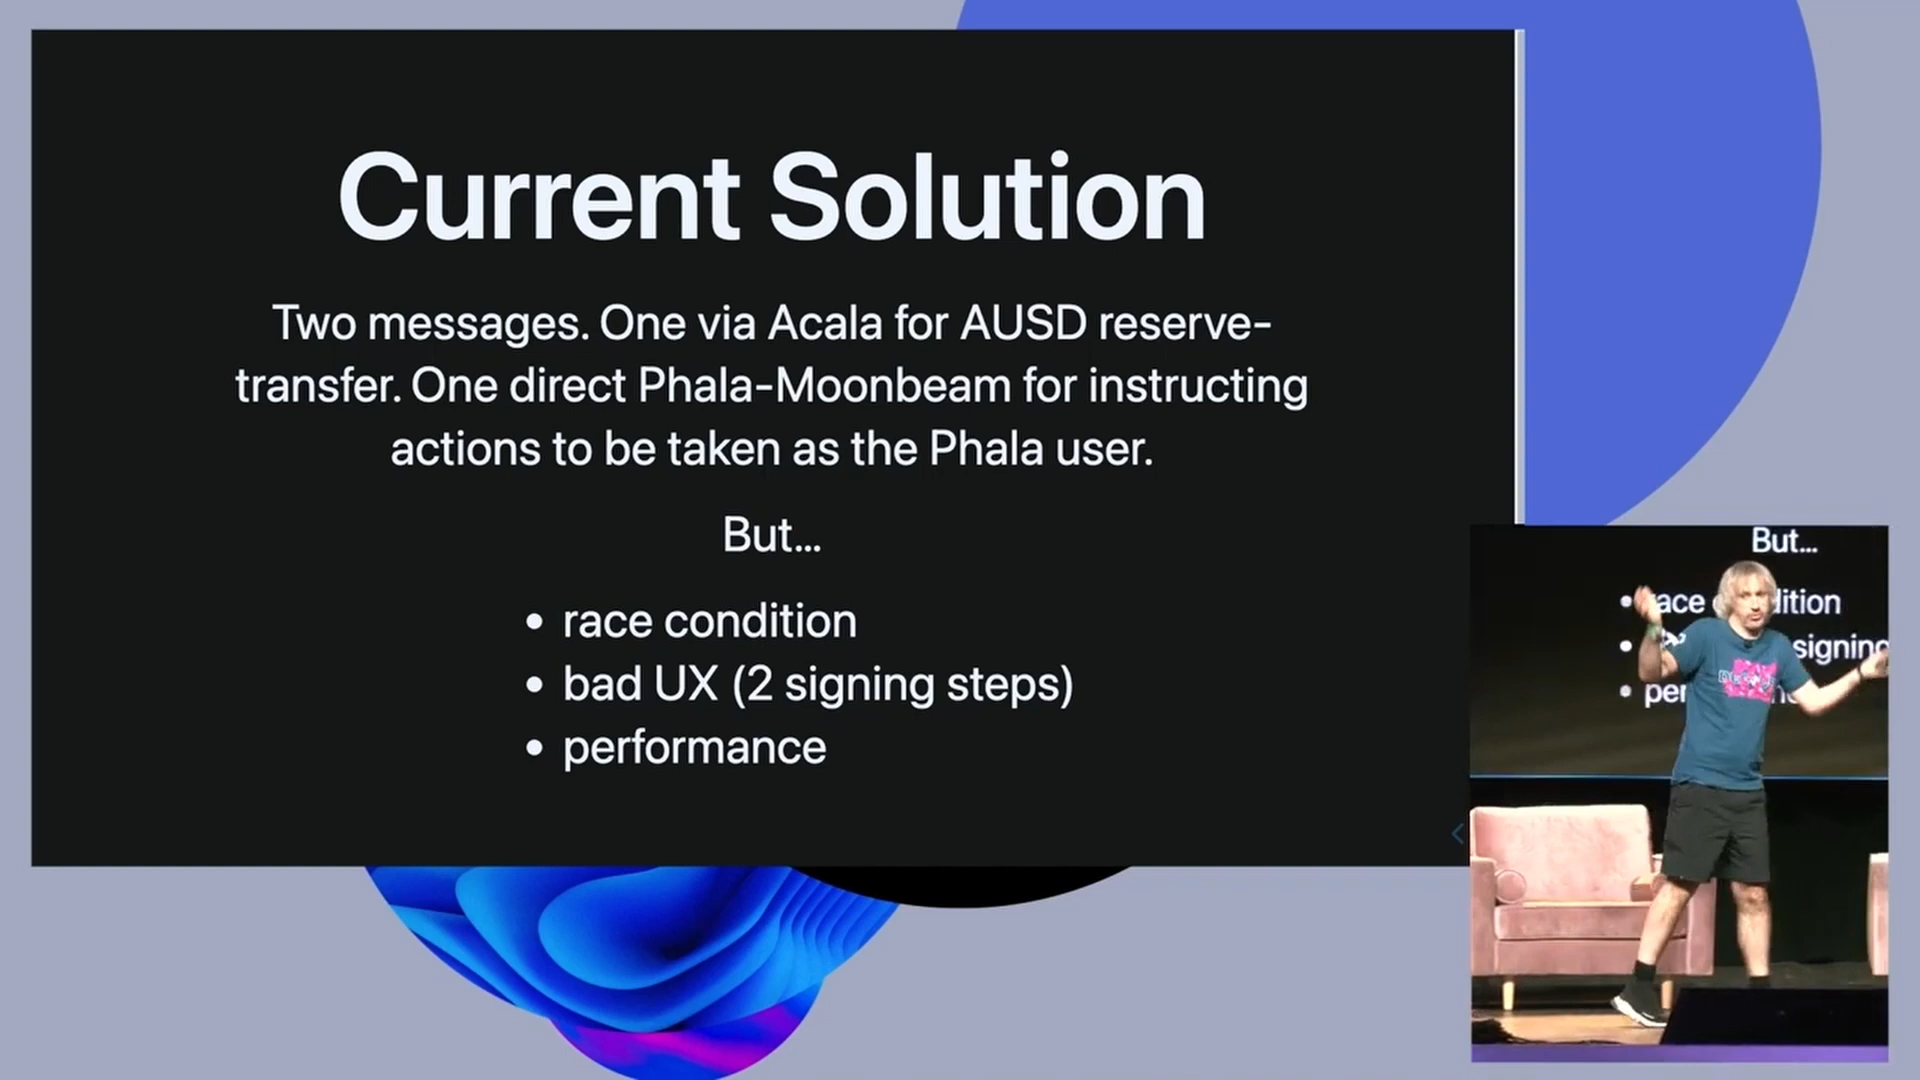 Current Solution
Two messages. One via Acala for AUSD reserve-
transfer. One direct Phala-Moonbeam for instructing
actions to be taken as the Phala user.
But...
• race condition
• bad UX (2 signing steps)
• performance
But...
dition
signing